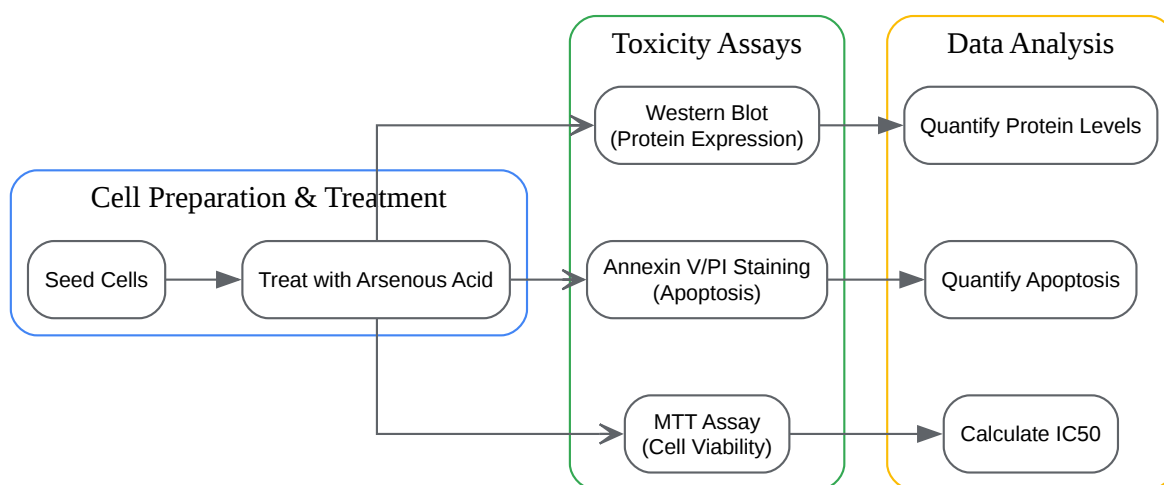 Toxicity Assays
Data Analysis
Western Blot
(Protein Expression)
Quantify Protein Levels
Cell Preparation & Treatment
Seed Cells
Treat with Arsenous Acid
Annexin V/PI Staining
(Apoptosis)
Quantify Apoptosis
MTT Assay
(Cell Viability)
Calculate IC50